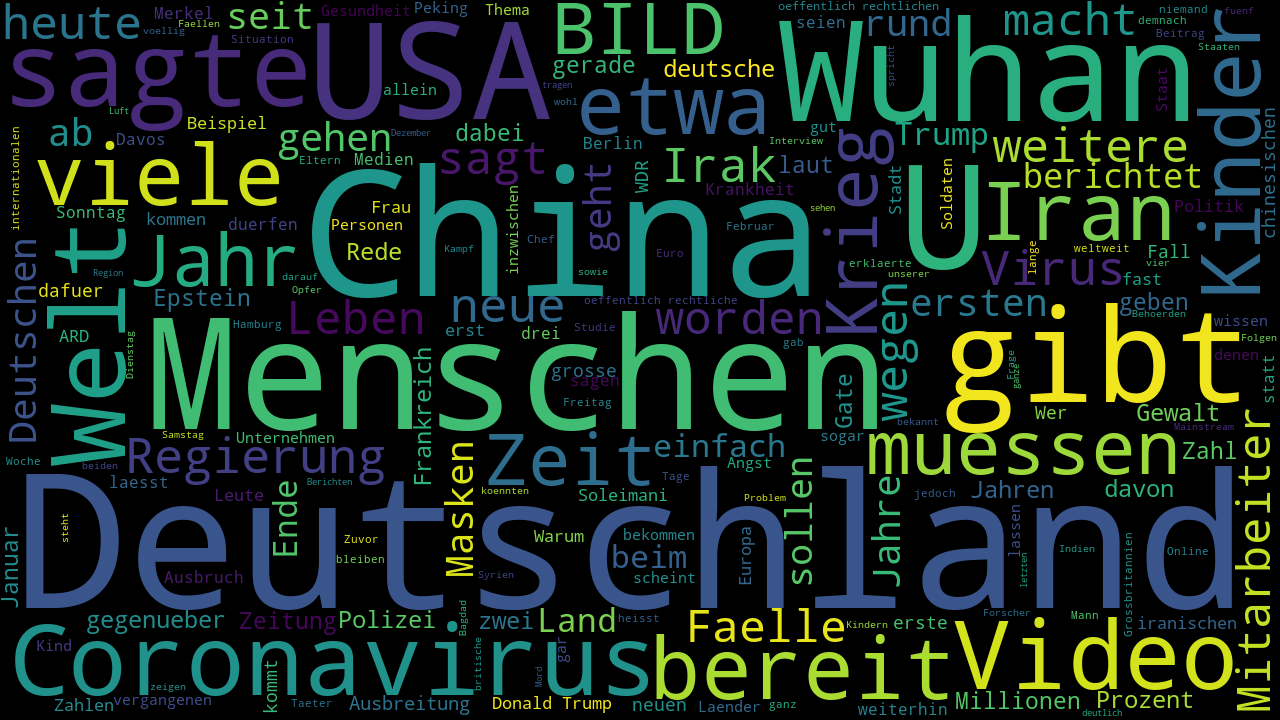 heute
Merkel
Faellen
voellig
seit
Gesundheit
Peking
Thema
BILD
oeffentlich rechtlichen
seien
rund
macht
niemand
demnach
fuenf
Beitrag
Staaten
sagte
USA
Situation
Wuhan
Kinder
gerade
deutsche
allein
tragen
etwa
wohl
spricht
Staat
Luft
ab
Davos
Beispiel
gehen
Dezember
dabei
Berlin
Interview
gut
Trump
weitere
chinesischen
internationalen
viele
Eltern
Medien
sagt
WDR
Irak
laut
Krieg
Stadt
Soldaten
berichtet
Sonntag
kommen
duerfen
Frau
Personen
Rede
China
inzwischen
Chef
geht
Krankheit
sehen
Februar
U
Iran
Politik
Welt
Jahr
Region
darauf
Opfer
Kampf
sowie
Euro
erklaerte
unserer
Virus
lange
weltweit
Fall
vier
fast
Deutschen
dafuer
Epstein
Leben
neue
oeffentlich rechtliche
worden
ersten
geben
Behoerden
wissen
ARD
Dienstag
Hamburg
erst
drei
Studie
gab
wegen
Folgen
denen
Menschen
grosse
sagen
Freitag
gibt
Frage
ganze
statt
Frankreich
Gate
Wer
Gewalt
Mainstream
Samstag
Unternehmen
sogar
bekannt
Woche
beiden
Regierung
Zeit
einfach
muessen
Zahl
laesst
Berichten
Masken
Angst
Tage
Leute
koennten
Soleimani
Problem
jedoch
Jahren
davon
Mitarbeiter
Januar
steht
Deutschland
Ende
Zuvor
bleiben
Warum
bekommen
beim
scheint
Europa
sollen
Jahre
lassen
letzten
Indien
Online
Grossbritannien
Ausbruch
Syrien
Forscher
Mann
iranischen
gegenueber
Zeitung
Polizei
Bagdad
zwei
Land
heisst
Faelle
Kindern
erste
Kind
Coronavirus
britische
Mord
gar
bereit
Video
zeigen
kommt
Zahlen
vergangenen
Taeter
Ausbreitung
Donald Trump
neuen
Laender
ganz
weiterhin
Millionen
Prozent
deutlich